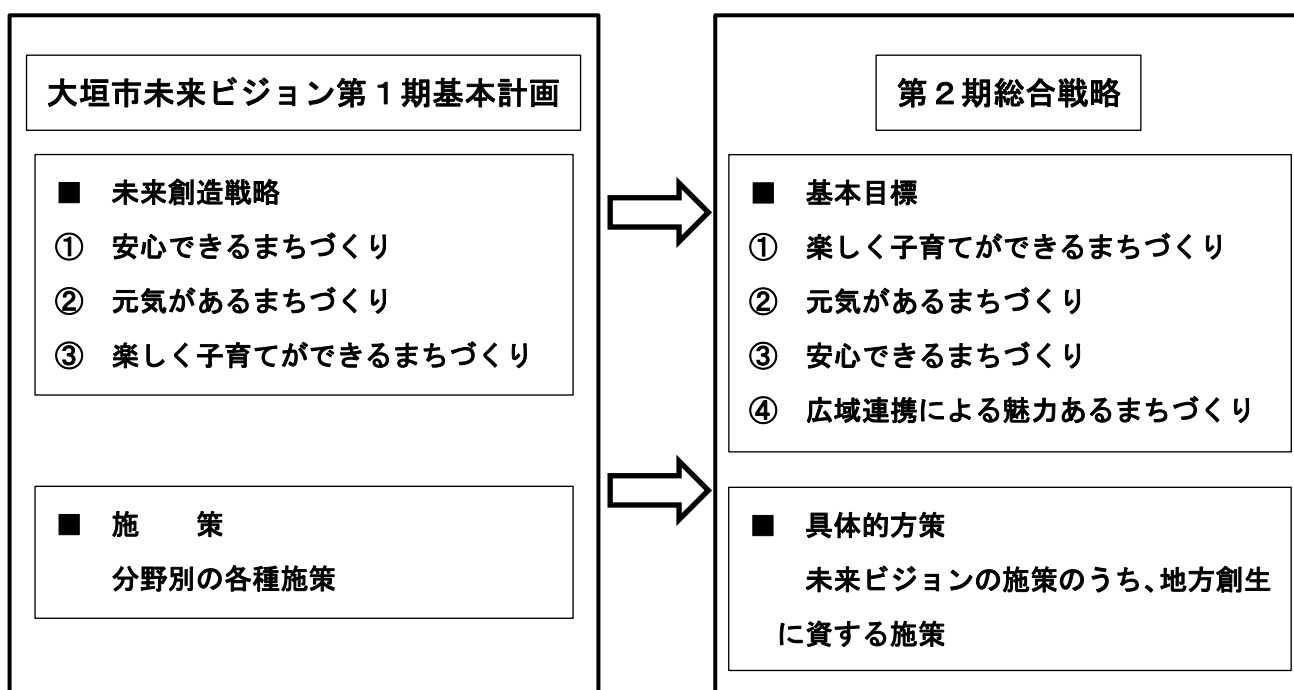 大垣市未来ビジョン第１期基本計画
■ 未来創造戦略
① 安心できるまちづくり
② 元気があるまちづくり
③ 楽しく子育てができるまちづくり
■ 施　　策
分野別の各種施策
第２期総合戦略
■ 基本目標
① 楽しく子育てができるまちづくり
② 元気があるまちづくり
③ 安心できるまちづくり
④ 広域連携による魅力あるまちづくり
■ 具体的方策
未来ビジョンの施策のうち、地方創生
に資する施策